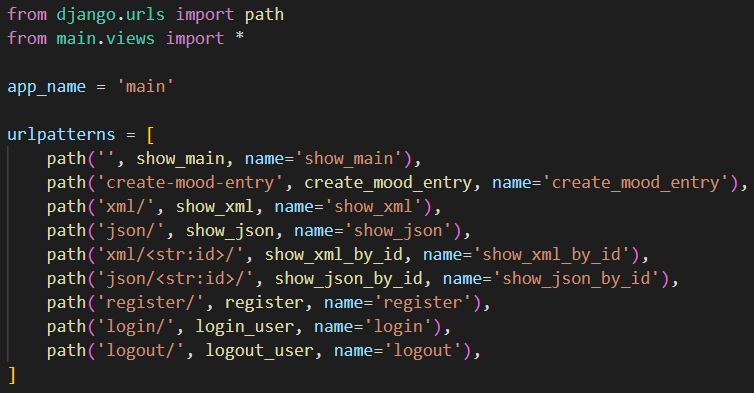 from django.urls import path
from main.views import *

app_name = 'main'

urlpatterns = [
    path('', show_main, name='show_main'),
    path('create-mood-entry', create_mood_entry, name='create_mood_entry'),
    path('xml/', show_xml, name='show_xml'),
    path('json/', show_json, name='show_json'),
    path('xml/<str:id>/', show_xml_by_id, name='show_xml_by_id'),
    path('json/<str:id>/', show_json_by_id, name='show_json_by_id'),
    path('register/', register, name='register'),
    path('login/', login_user, name='login'),
    path('logout/', logout_user, name='logout'),
]